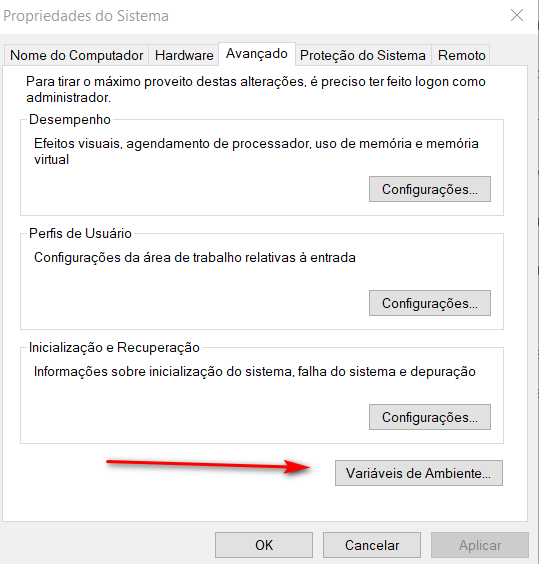 Propriedades do Sistema
Nome do Computador
Hardware
Avançado
Proteção do Sistema
Remoto
Para tirar o máximo proveito destas alterações, é preciso ter feito logon como
administrador.
Desempenho
Efeitos visuais, agendamento de processador, uso de memória e memória
virtual
Configurações...
Perfis de Usuário
Configurações da área de trabalho relativas à entrada
Configurações...
Inicialização e Recuperação
Informações sobre inicialização do sistema, falha do sistema e depuração
Configurações...
Variáveis de Ambiente...
OK
Cancelar
Aplicar